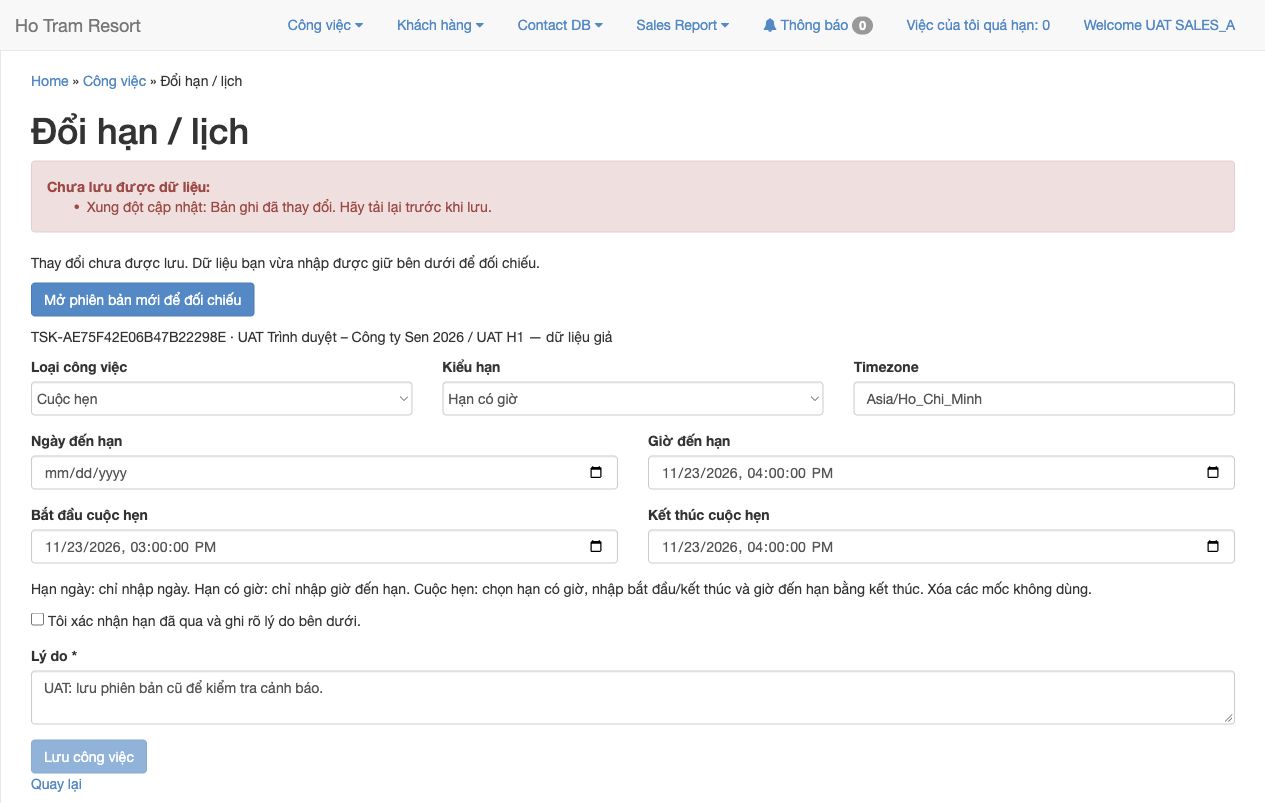 Ho Tram Resort Công việc Khách hàng Contact DB Sales Report Thông báo 0 Việc của tôi quá hạn: 0 Welcome UAT SALES_A
Home » Công việc » Đổi hạn / lịch
Đổi hạn / lịch
Chưa lưu được dữ liệu:
• Xung đột cập nhật: Bản ghi đã thay đổi. Hãy tải lại trước khi lưu.
Thay đổi chưa được lưu. Dữ liệu bạn vừa nhập được giữ bên dưới để đối chiếu.
Mở phiên bản mới để đối chiếu
TSK-AE75F42E06B47B22298E · UAT Trình duyệt – Công ty Sen 2026 / UAT H1 — dữ liệu giả
Loại công việc Kiểu hạn Timezone
Cuộc hẹn Hạn có giờ Asia/Ho_Chi_Minh
Ngày đến hạn Giờ đến hạn
mm/dd/yyyy 11/23/2026, 04:00:00 PM
Bắt đầu cuộc hẹn Kết thúc cuộc hẹn
11/23/2026, 03:00:00 PM 11/23/2026, 04:00:00 PM
Hạn ngày: chỉ nhập ngày. Hạn có giờ: chỉ nhập giờ đến hạn. Cuộc hẹn: chọn hạn có giờ, nhập bắt đầu/kết thúc và giờ đến hạn bằng kết thúc. Xóa các mốc không dùng.
Tôi xác nhận hạn đã qua và ghi rõ lý do bên dưới.
Lý do *
UAT: lưu phiên bản cũ để kiểm tra cảnh báo.
Lưu công việc
Quay lại